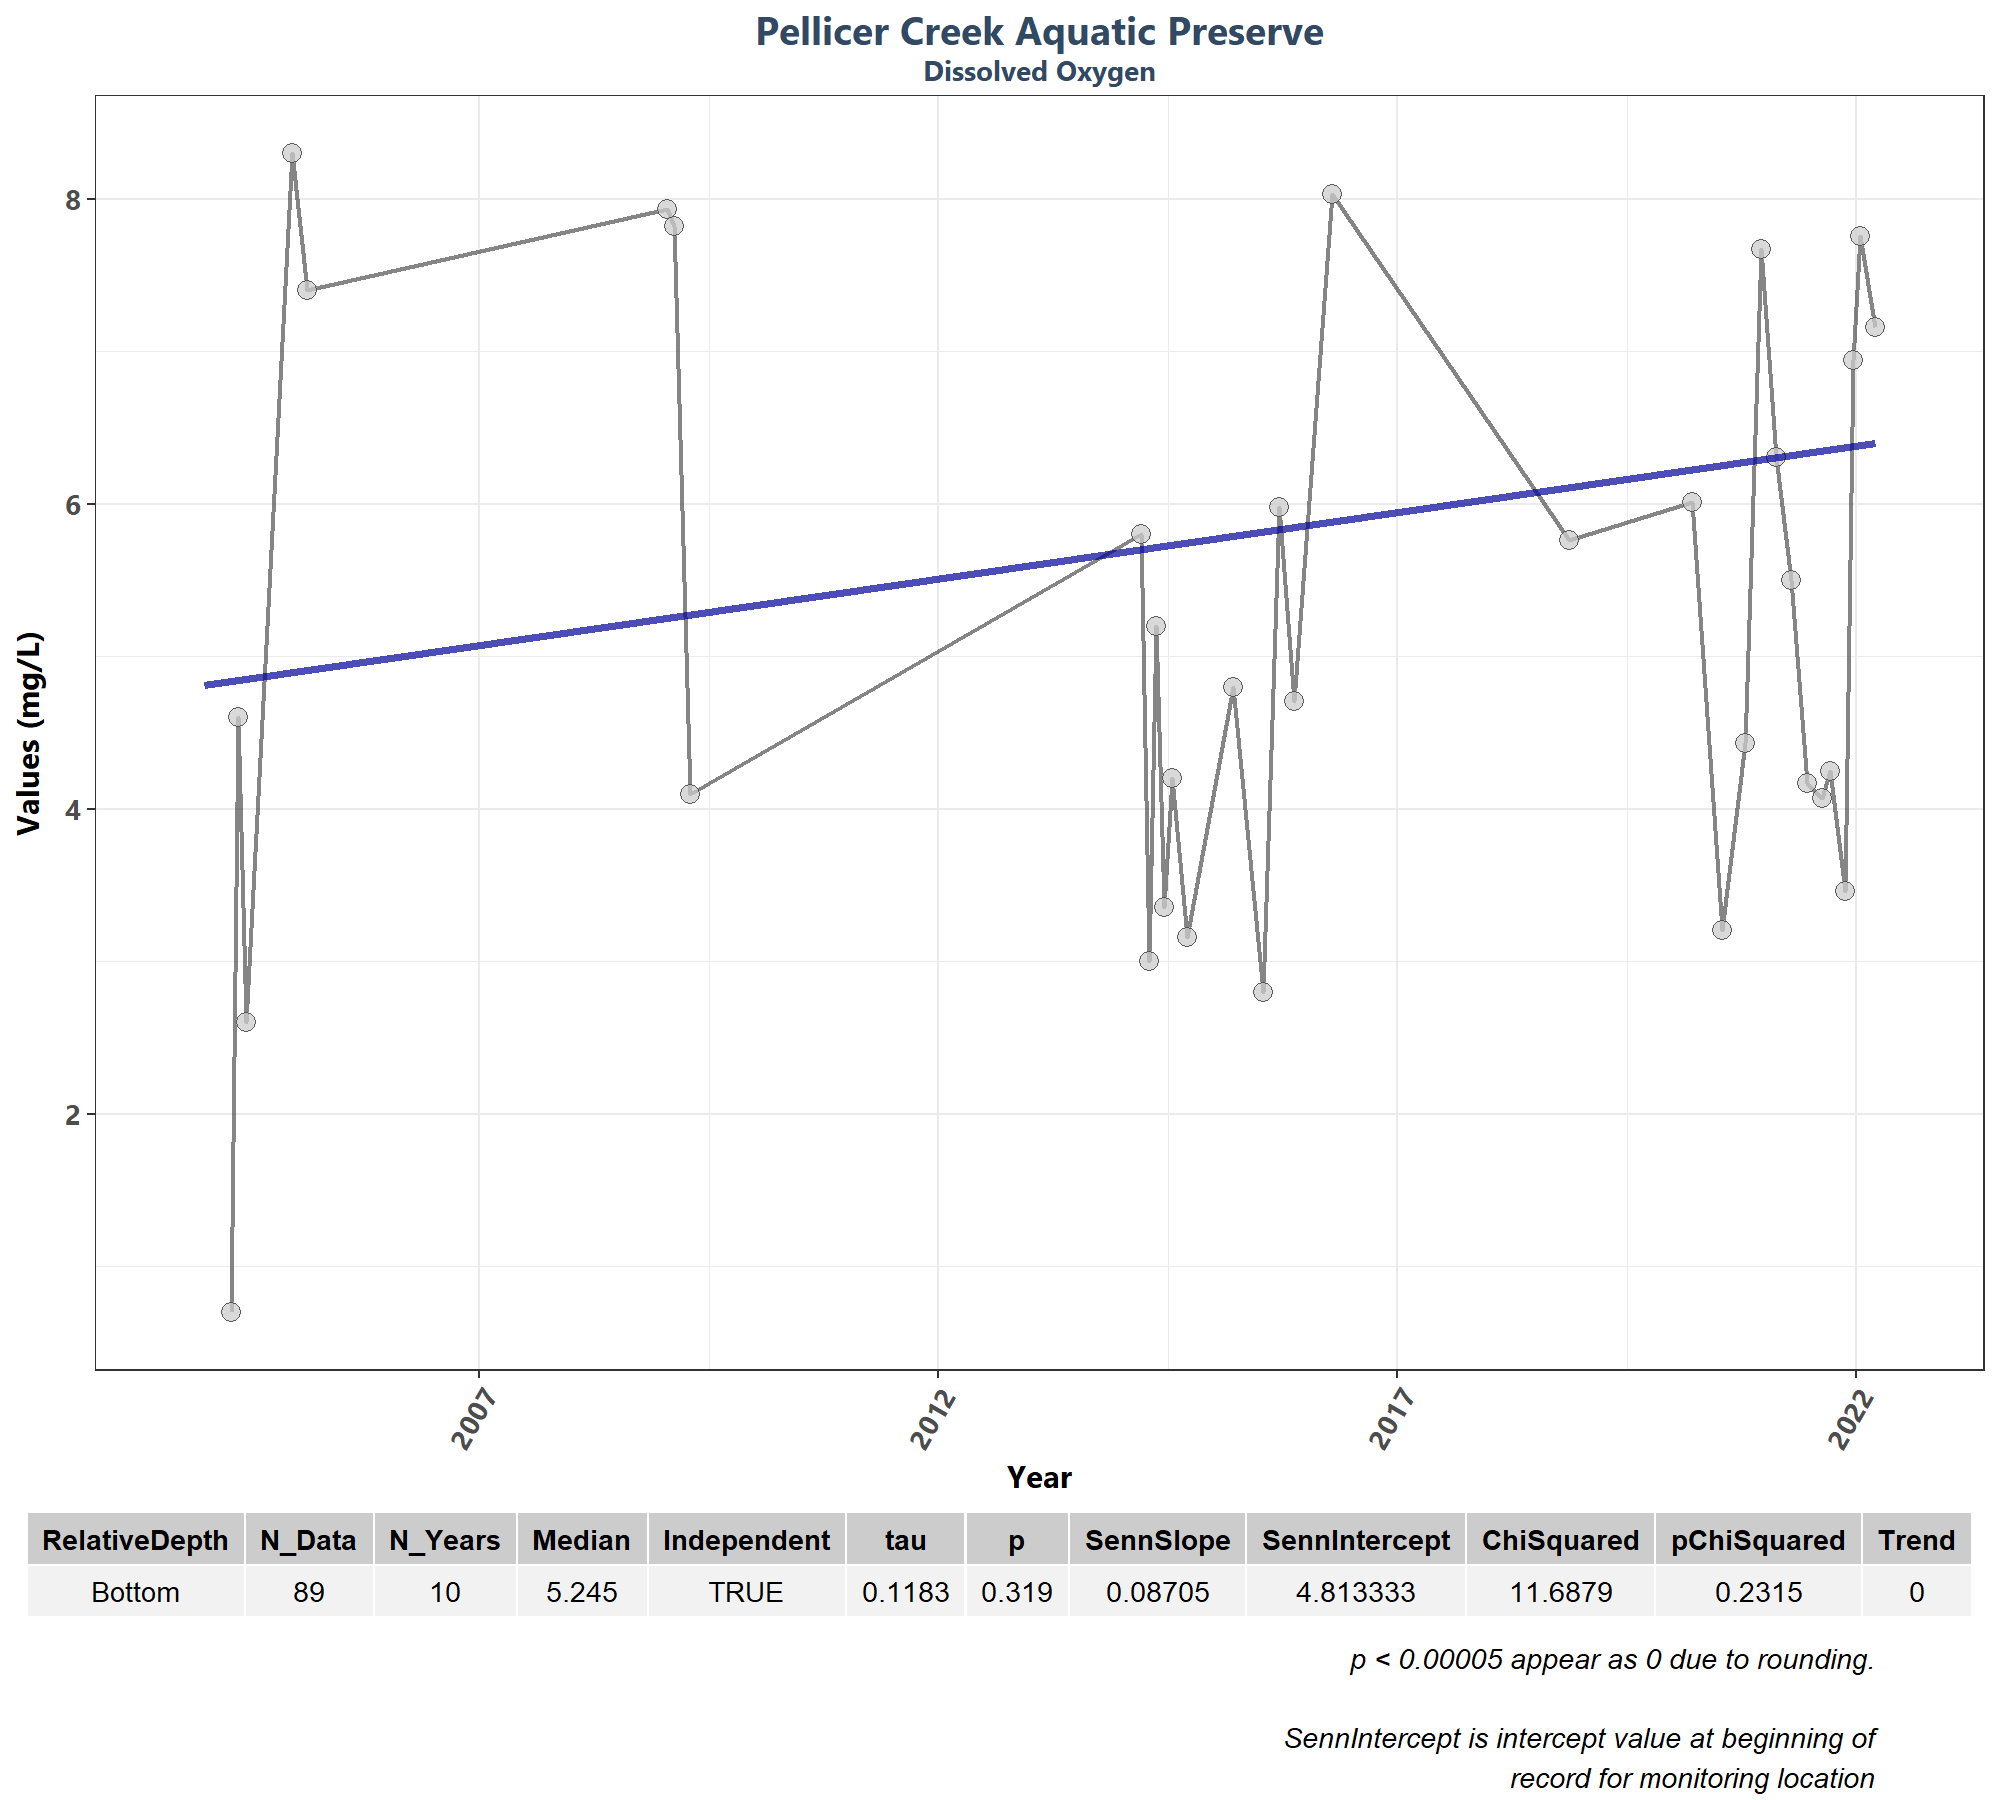 Pellicer Creek Aquatic Preserve
Dissolved Oxygen
Values (mg/L)
8
6
4
2
2007
2012
2017
2022
Year
RelativeDepth N_Data N_Years Median Independent tau p SennSlope SennIntercept ChiSquared pChiSquared Trend
Bottom 89 10 5.245 TRUE 0.1183 0.319 0.08705 4.813333 11.6879 0.2315 0
p < 0.00005 appear as 0 due to rounding.
SennIntercept is intercept value at beginning of
record for monitoring location